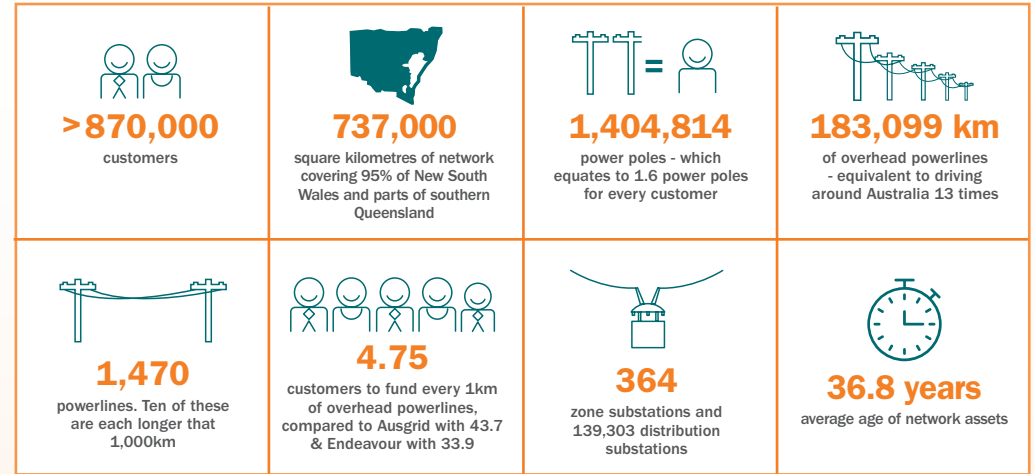 >870,000
customers
737,000
square kilometres of network
covering 95% of New South
Wales and parts of southern
Queensland
1,404,814
power poles - which
equates to 1.6 power poles
for every customer
183,099 km
of overhead powerlines
- equivalent to driving
around Australia 13 times
1,470
powerlines. Ten of these
are each longer that
1,000km
4.75
customers to fund every 1km
of overhead powerlines,
compared to Ausgrid with 43.7
& Endeavour with 33.9
364
zone substations and
139,303 distribution
substations
36.8 years
average age of network assets